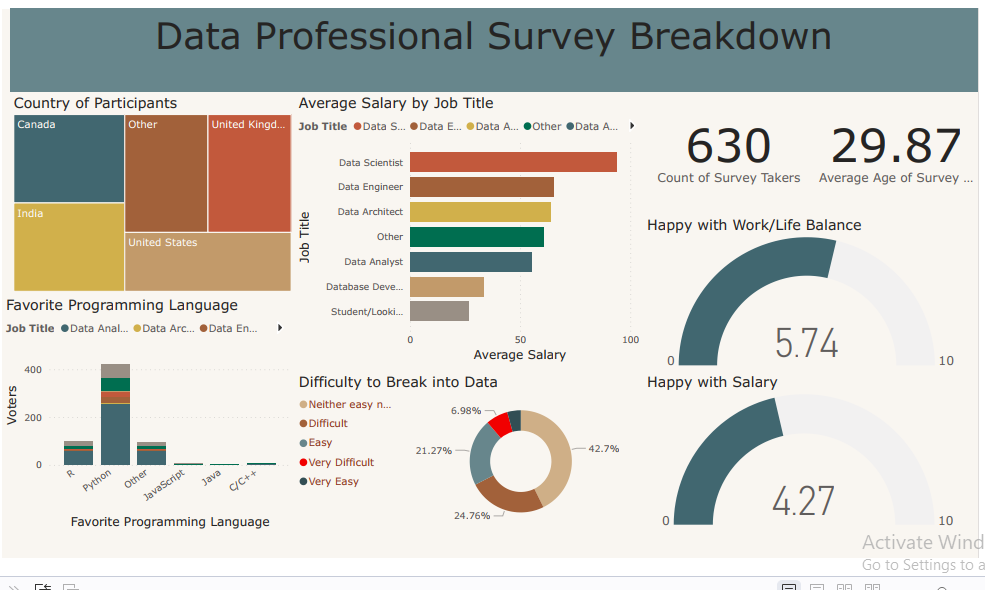 Data Professional Survey Breakdown
Country of Participants
Canada
Other
United Kingd...
India
United States
Average Salary by Job Title
Job Title Data S... Data E... Data A... Other Data A...
Job Title
Data Scientist
Data Engineer
Data Architect
Other
Data Analyst
Database Deve...
Student/Looki...
0 50 100
Average Salary
630
Count of Survey Takers
29.87
Average Age of Survey ...
Happy with Work/Life Balance
5.74
0 10
Favorite Programming Language
Job Title Data Anal... Data Arc... Data En...
Voters
400
200
0
R Python Other JavaScript Java C/C++
Favorite Programming Language
Difficulty to Break into Data
Neither easy n...
Difficult
Easy
Very Difficult
Very Easy
6.98%
42.7%
21.27%
24.76%
Happy with Salary
4.27
0 10
Activate Wind
Go to Settings to a